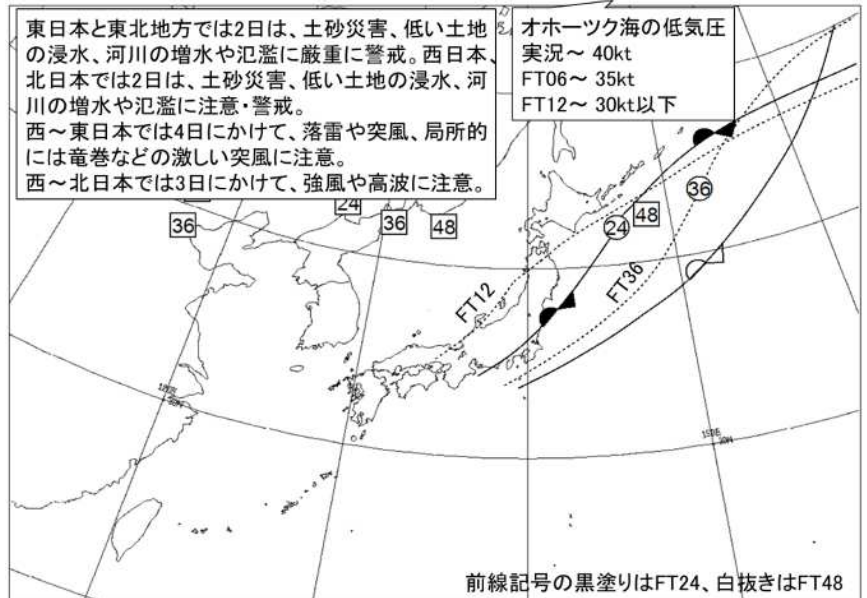 東日本と東北地方では2日は、土砂災害、低い土地
の浸水、河川の増水や氾濫に厳重に警戒。西日本、
北日本では2日は、土砂災害、低い土地の浸水、河
川の増水や氾濫に注意・警戒。
西～東日本では4日にかけて、落雷や突風、局所的
には竜巻などの激しい突風に注意。
西～北日本では3日にかけて、強風や高波に注意。
オホーツク海の低気圧
実況～ 40kt
FT06～ 35kt
FT12～ 30kt以下
36
24
36
48
24
48
36
FT12
FT36
150E
30N
前線記号の黒塗りはFT24、白抜きはFT48